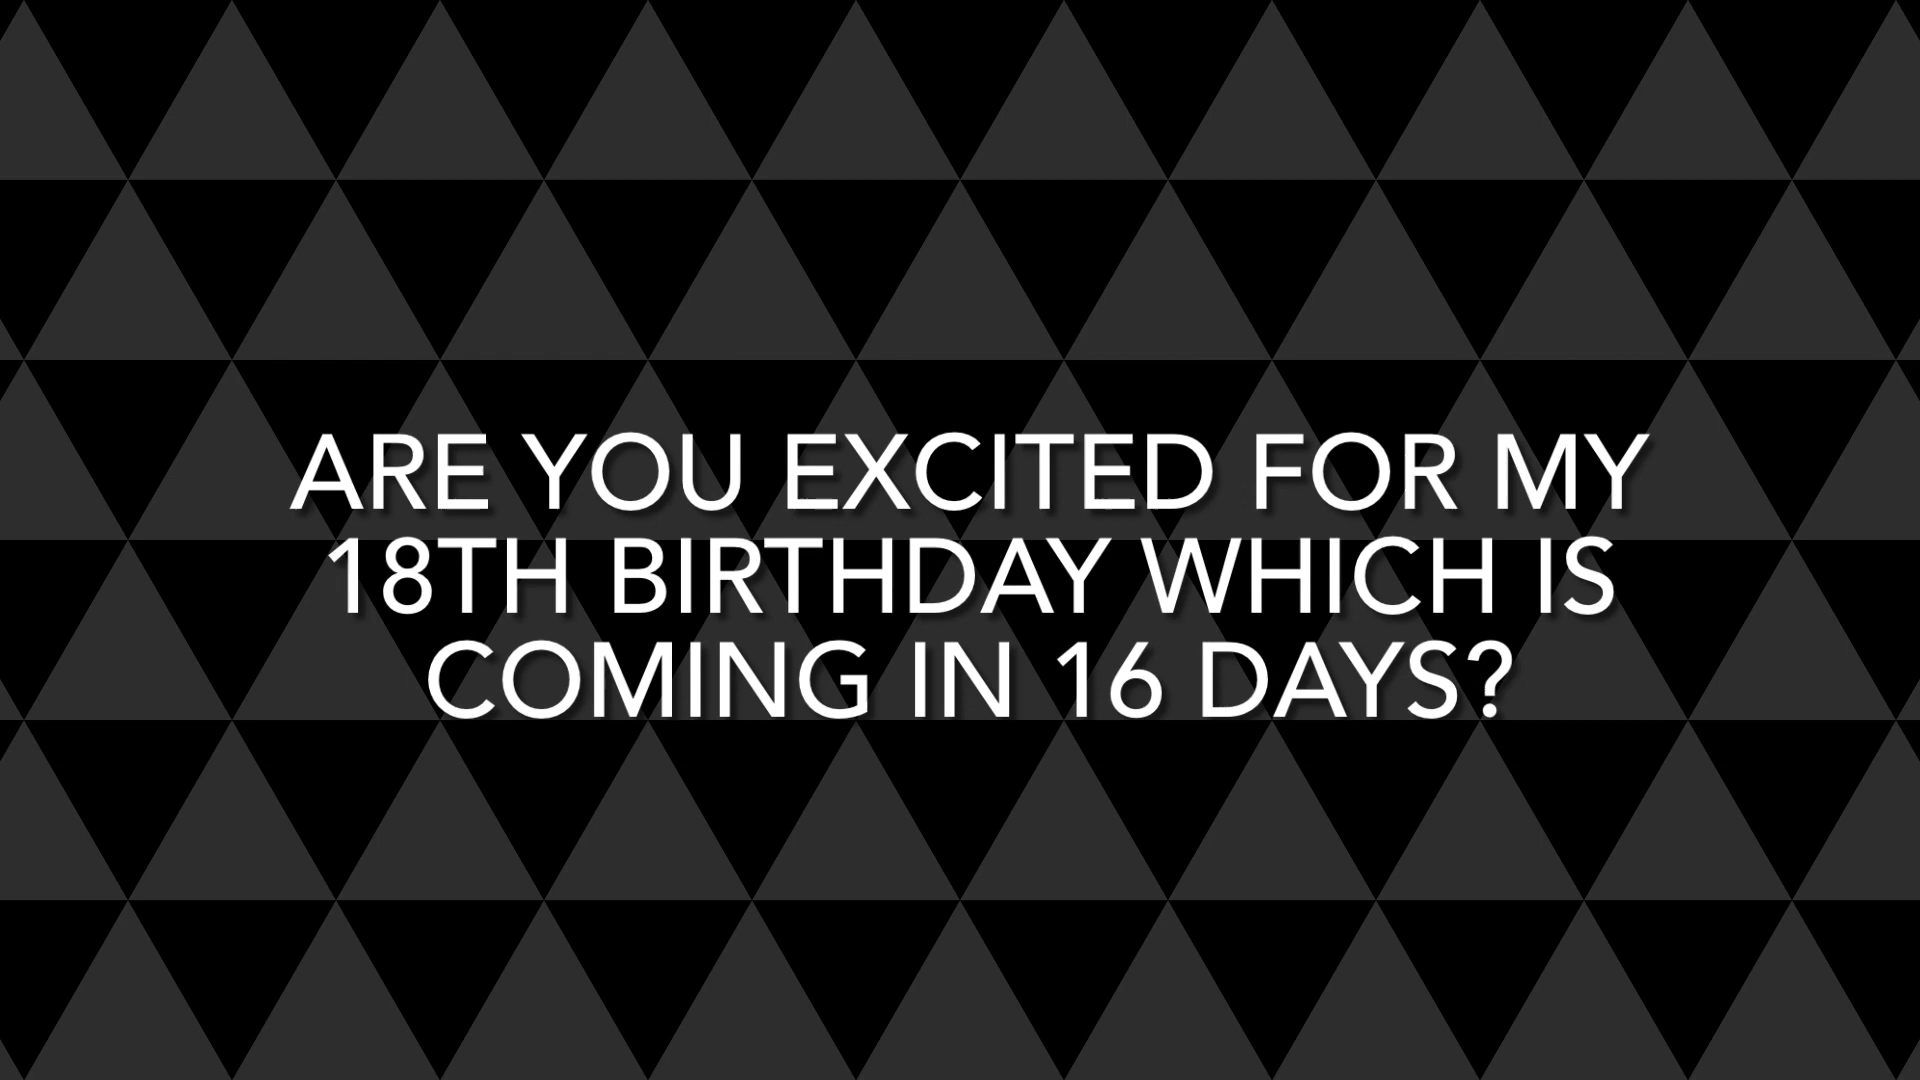 ARE YOU EXCITED FOR MY
18TH BIRTHDAY WHICH IS
COMING IN 16 DAYS?